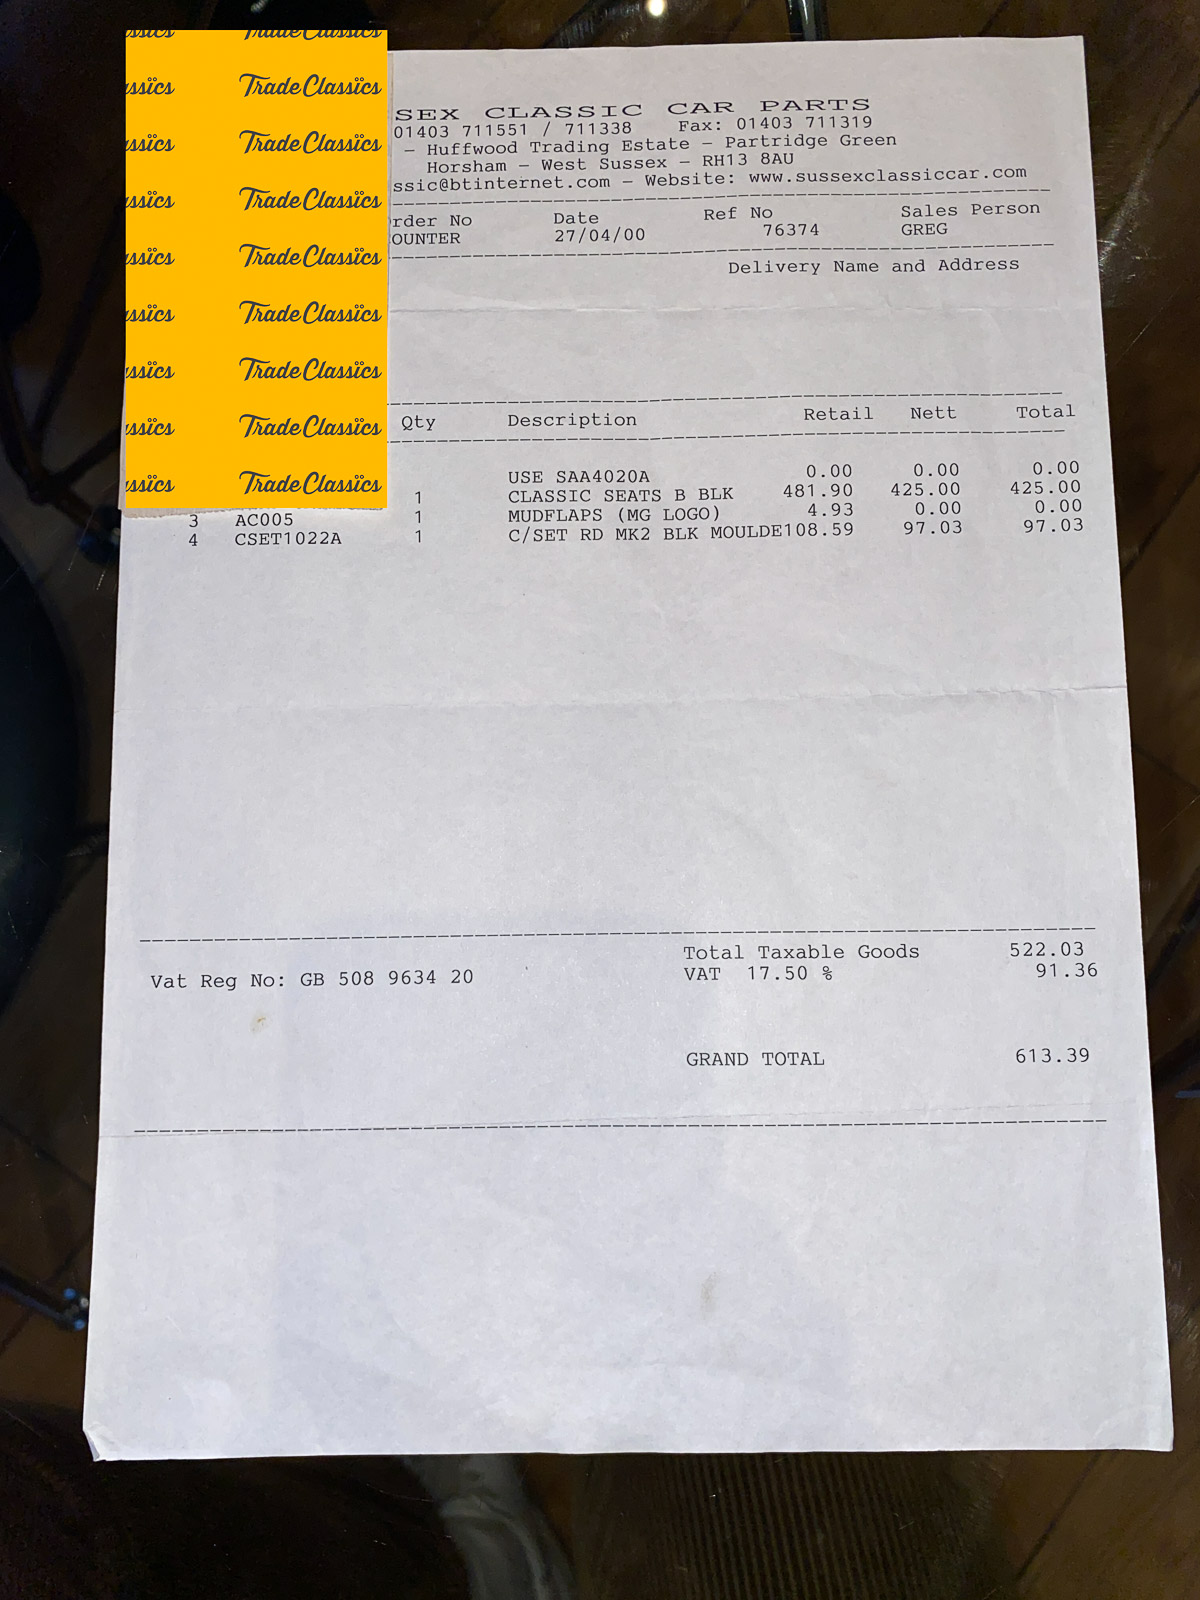 TradeClassics
TradeClassics
TradeClassics
TradeClassics
TradeClassics
TradeClassics
TradeClassics
TradeClassics
TradeClassics
SEX CLASSIC CAR PARTS
01403 711551 / 711338 Fax: 01403 711319
- Huffwood Trading Estate - Partridge Green
Horsham - West Sussex - RH13 8AU
ssic@btinternet.com - Website: www.sussexclassiccar.com
rder No Date Ref No Sales Person
OUNTER 27/04/00 76374 GREG
Delivery Name and Address
Qty Description Retail Nett Total
USE SAA4020A 0.00 0.00 0.00
1 CLASSIC SEATS B BLK 481.90 425.00 425.00
3 AC005 1 MUDFLAPS (MG LOGO) 4.93 0.00 0.00
4 CSET1022A 1 C/SET RD MK2 BLK MOULDE108.59 97.03 97.03
Total Taxable Goods 522.03
Vat Reg No: GB 508 9634 20 VAT 17.50 % 91.36
GRAND TOTAL 613.39